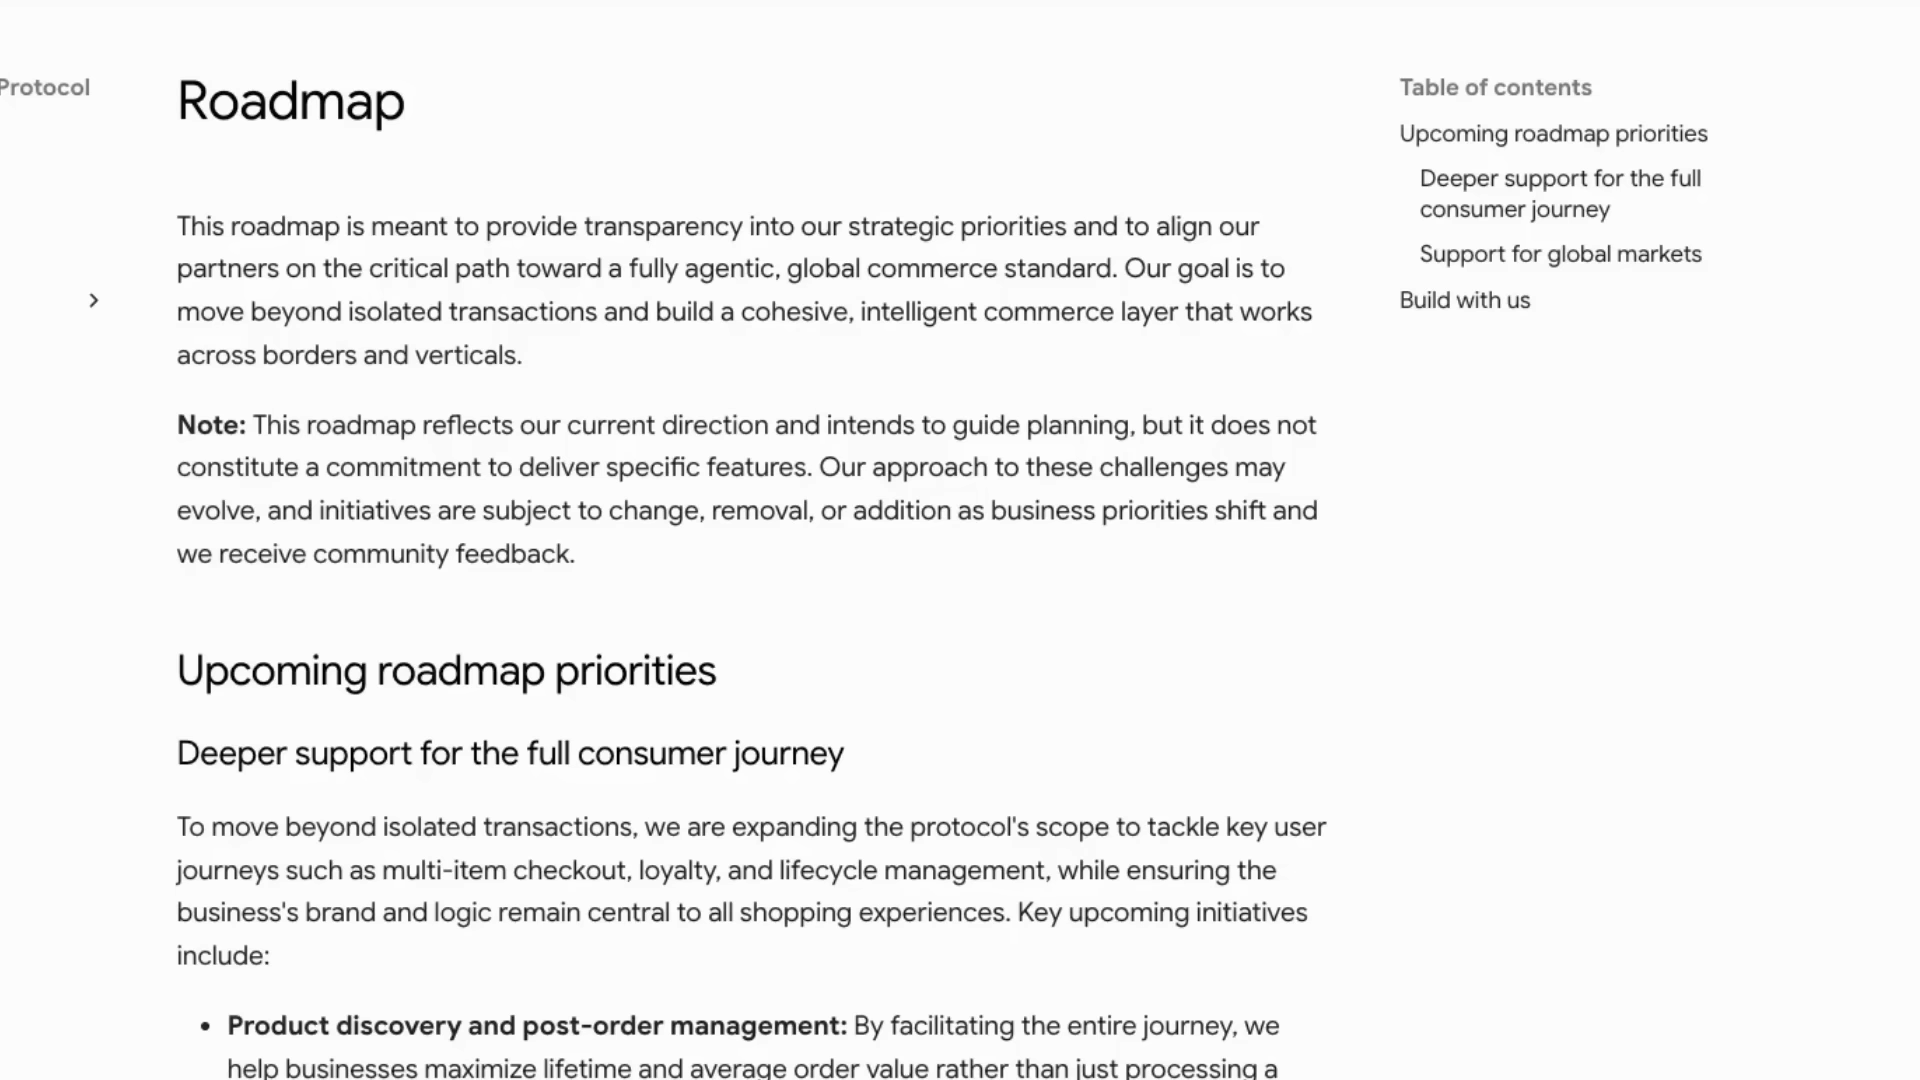 Protocol
Roadmap
This roadmap is meant to provide transparency into our strategic priorities and to align our
partners on the critical path toward a fully agentic, global commerce standard. Our goal is to
move beyond isolated transactions and build a cohesive, intelligent commerce layer that works
across borders and verticals.
Note: This roadmap reflects our current direction and intends to guide planning, but it does not
constitute a commitment to deliver specific features. Our approach to these challenges may
evolve, and initiatives are subject to change, removal, or addition as business priorities shift and
we receive community feedback.
Upcoming roadmap priorities
Deeper support for the full consumer journey
To move beyond isolated transactions, we are expanding the protocol's scope to tackle key user
journeys such as multi-item checkout, loyalty, and lifecycle management, while ensuring the
business's brand and logic remain central to all shopping experiences. Key upcoming initiatives
include:
• Product discovery and post-order management: By facilitating the entire journey, we
help businesses maximize lifetime and average order value rather than just processing a
Table of contents
Upcoming roadmap priorities
Deeper support for the full
consumer journey
Support for global markets
Build with us